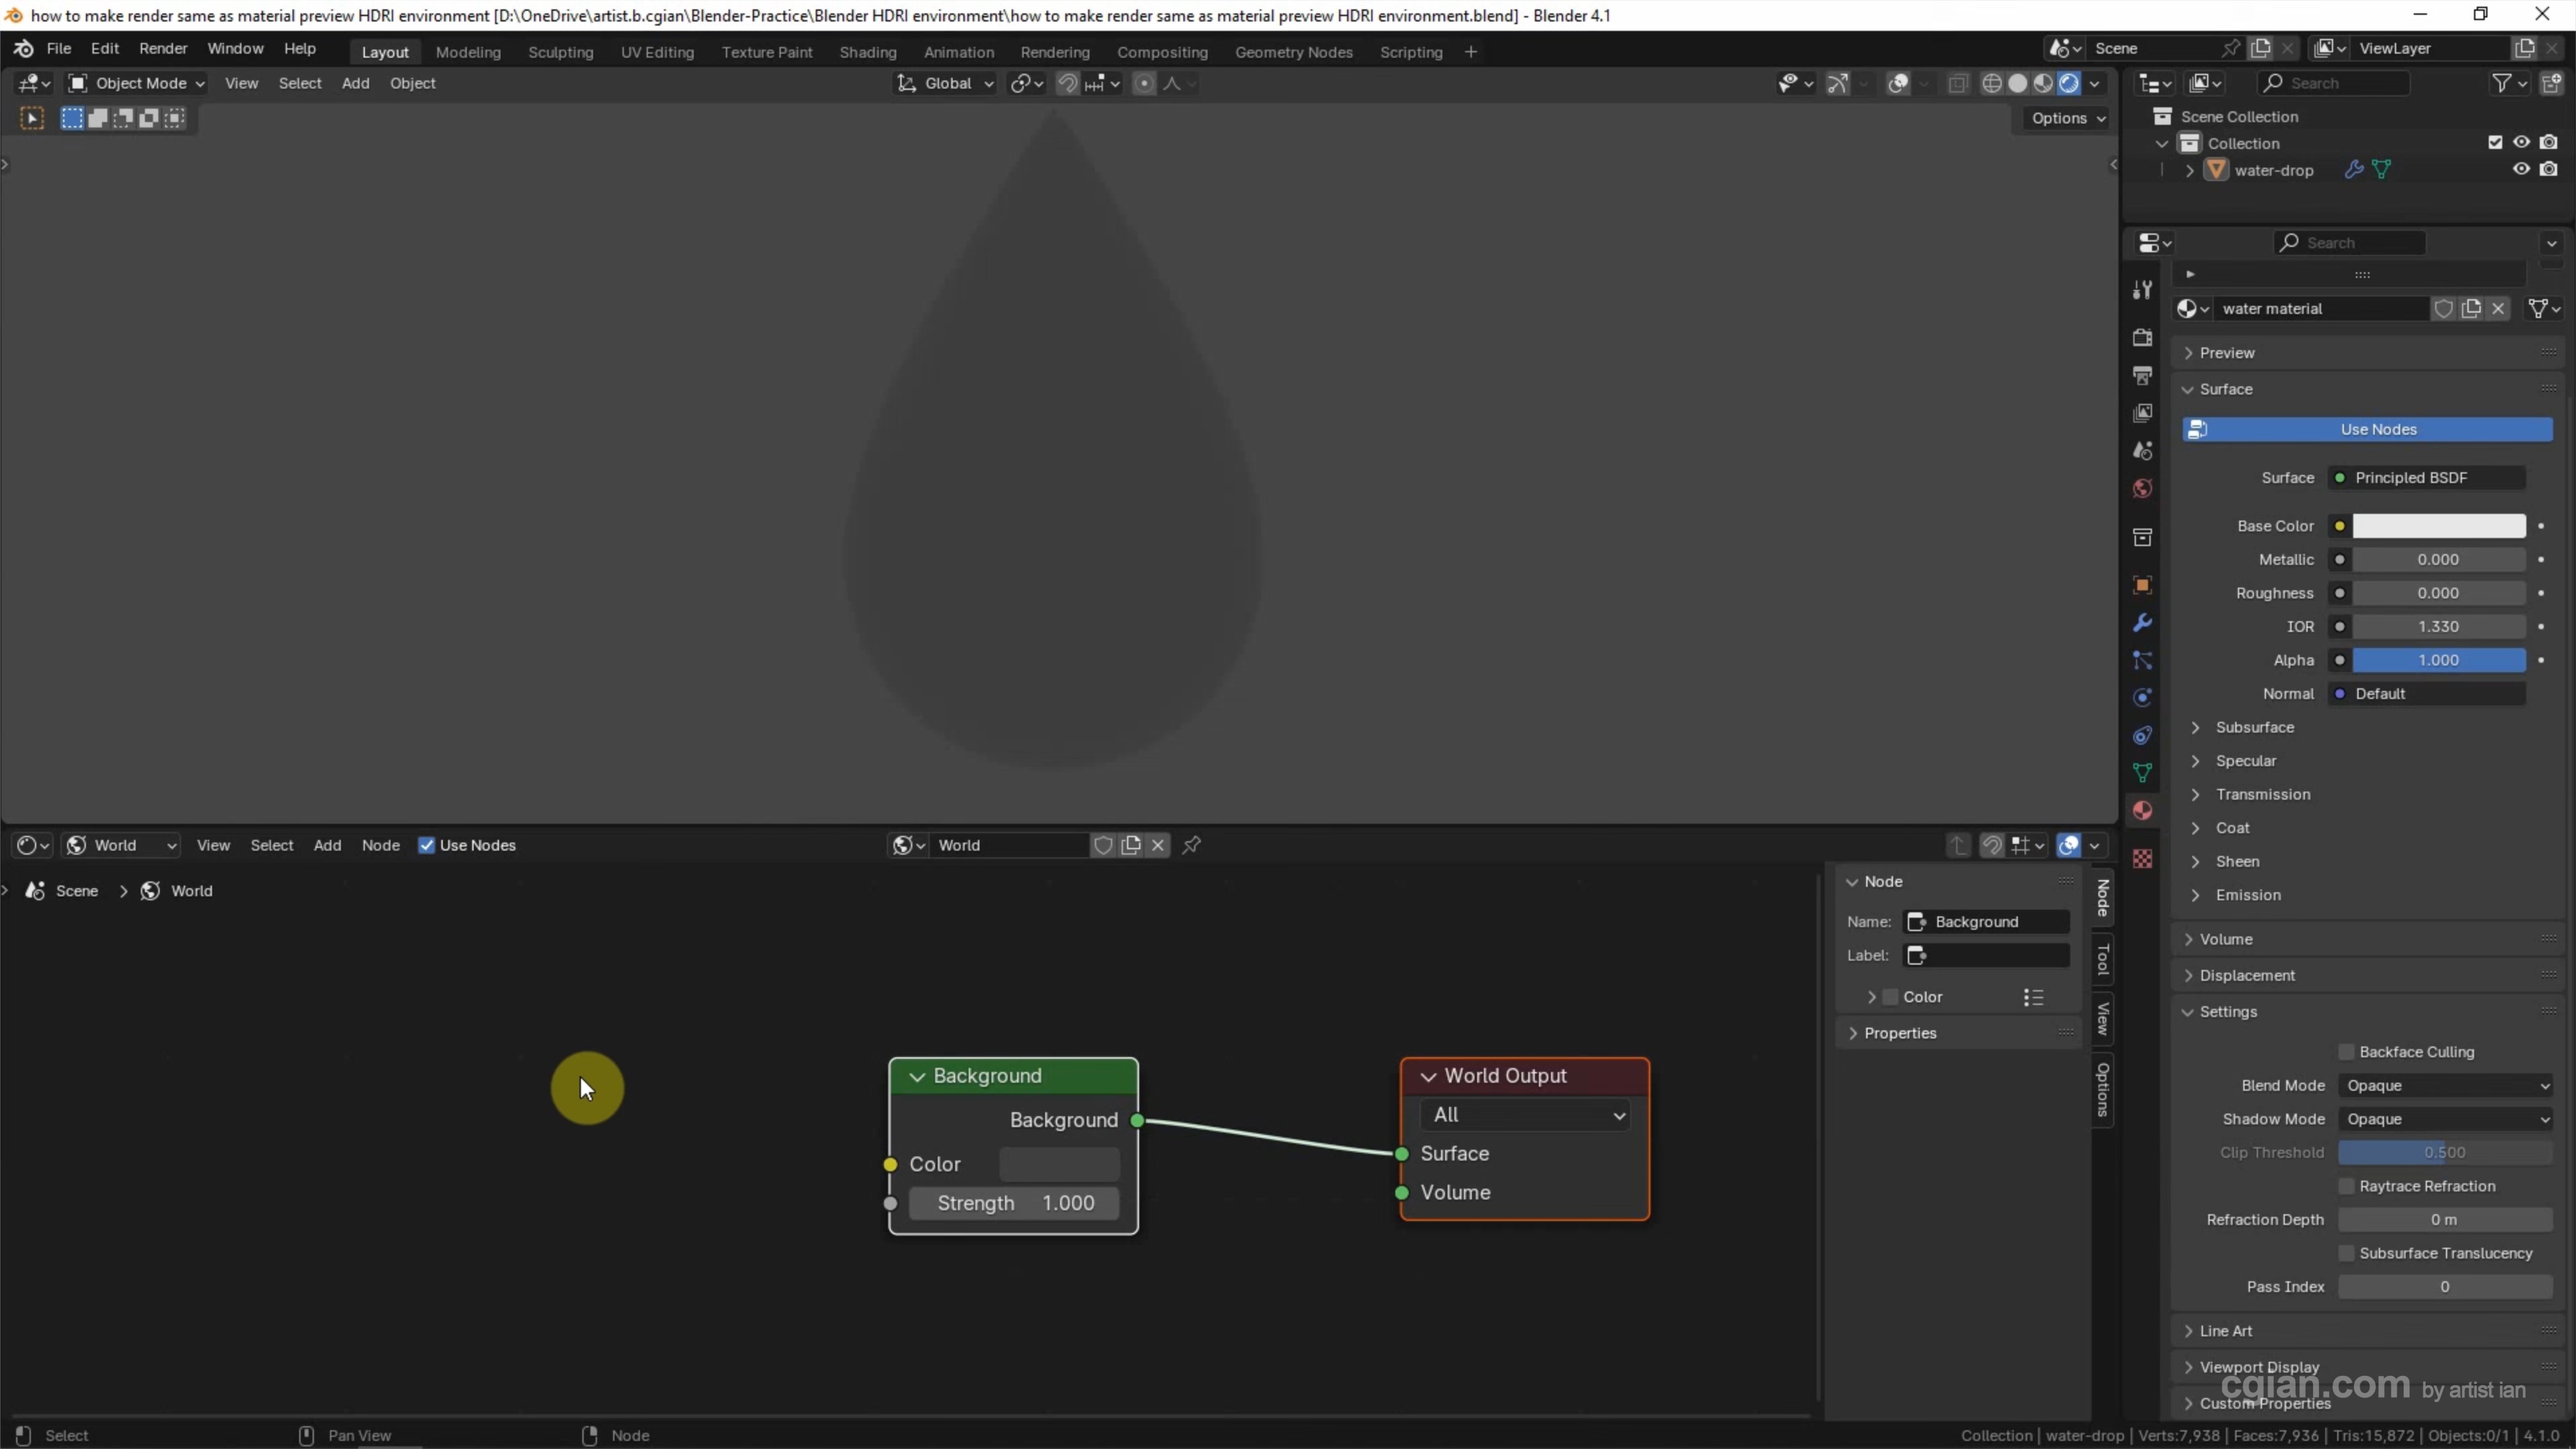 how to make render same as material preview HDRI environment [D:\OneDrive\artist.b.cgian\Blender-Practice\Blender HDRI environment\how to make render same as material preview HDRI environment.blend] - Blender 4.1
File Edit Render Window Help Layout Modeling Sculpting UV Editing Texture Paint Shading Animation Rendering Compositing Geometry Nodes Scripting + Scene ViewLayer
Object Mode View Select Add Object Global Search
Options
Scene Collection
Collection
water-drop
Search
water material
Preview
Surface
Use Nodes
Surface Principled BSDF
Base Color
Metallic 0.000
Roughness 0.000
IOR 1.330
Alpha 1.000
Normal Default
Subsurface
Specular
Transmission
Coat
Sheen
Emission
Volume
Displacement
Settings
Backface Culling
Blend Mode Opaque
Shadow Mode Opaque
Clip Threshold 0.500
Raytrace Refraction
Refraction Depth 0 m
Subsurface Translucency
Pass Index 0
Line Art
Viewport Display
Custom Properties
cgian.com by artist ian
World View Select Add Node Use Nodes World
Scene > World
Node
Name: Background
Label:
Color
Properties
Node
Tool
View
Options
Background
Background
Color
Strength 1.000
World Output
All
Surface
Volume
Select Pan View Node Collection | water-drop | Verts:7,938 | Faces:7,936 | Tris:15,872 | Objects:0/1 | 4.1.0